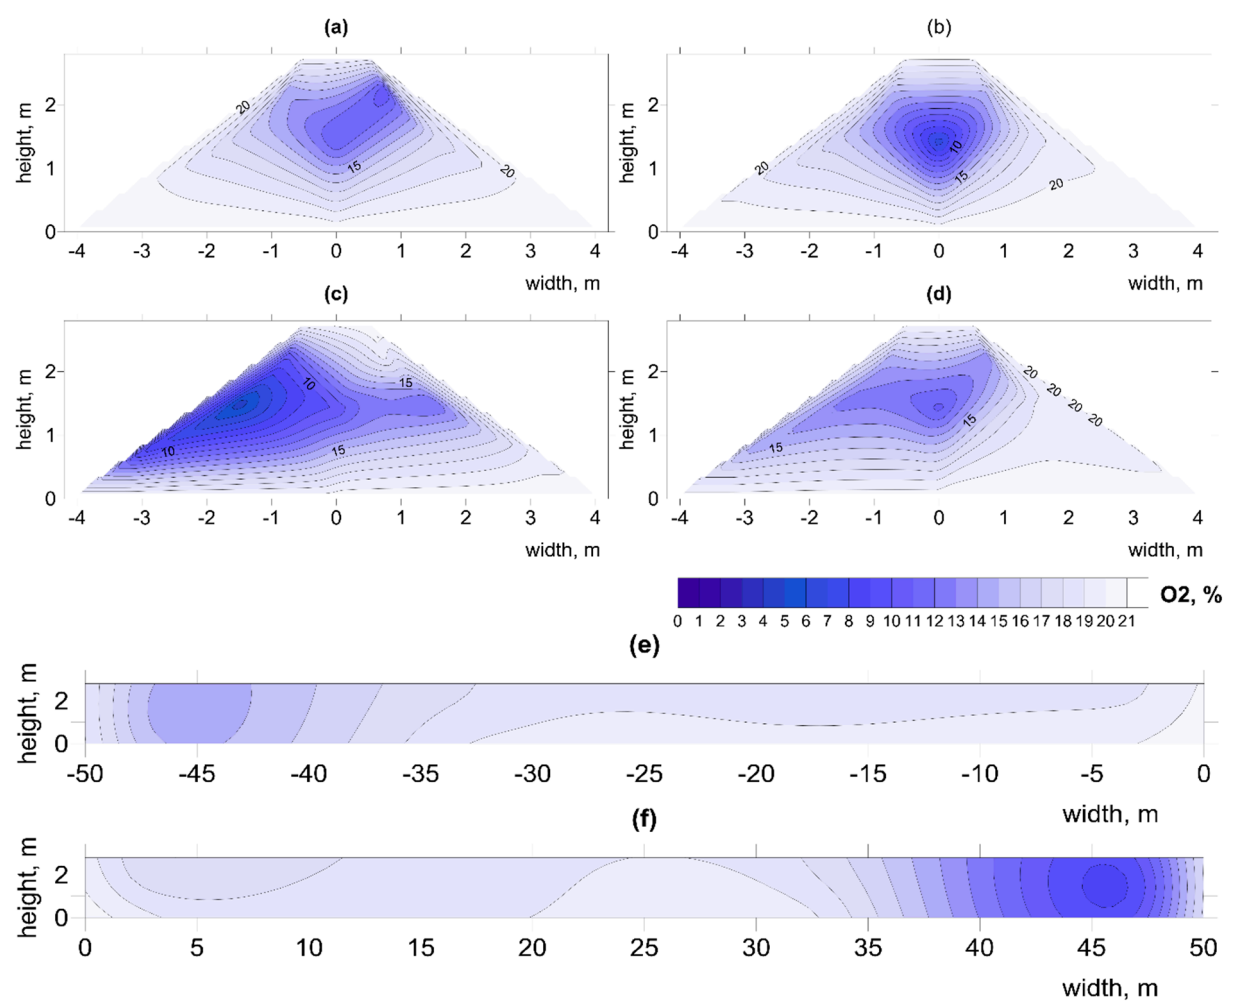 (a) (b)
height, m 2 1 0 20 15 20
-4 -3 -2 -1 0 1 2 3 4
width, m
height, m 2 1 0 20 10 15 20
-4 -3 -2 -1 0 1 2 3 4
width, m
(c) (d)
height, m 2 1 0 10 15 10 15
-4 -3 -2 -1 0 1 2 3 4
width, m
height, m 2 1 0 20 20 20 20 15 15
-4 -3 -2 -1 0 1 2 3 4
width, m
O2, %
0 1 2 3 4 5 6 7 8 9 10 11 12 13 14 15 16 17 18 19 20 21
(e)
height, m 2 0
-50 -45 -40 -35 -30 -25 -20 -15 -10 -5 0
width, m
(f)
height, m 2 0
0 5 10 15 20 25 30 35 40 45 50
width, m